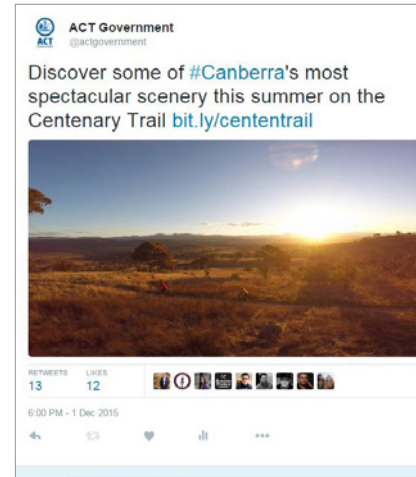 ACT Government
ACT
@actgovernment
Discover some of #Canberra's most
spectacular scenery this summer on the
Centenary Trail bit.ly/cententrail
RETWEETS LIKES
13 12
6:00 PM - 1 Dec 2015